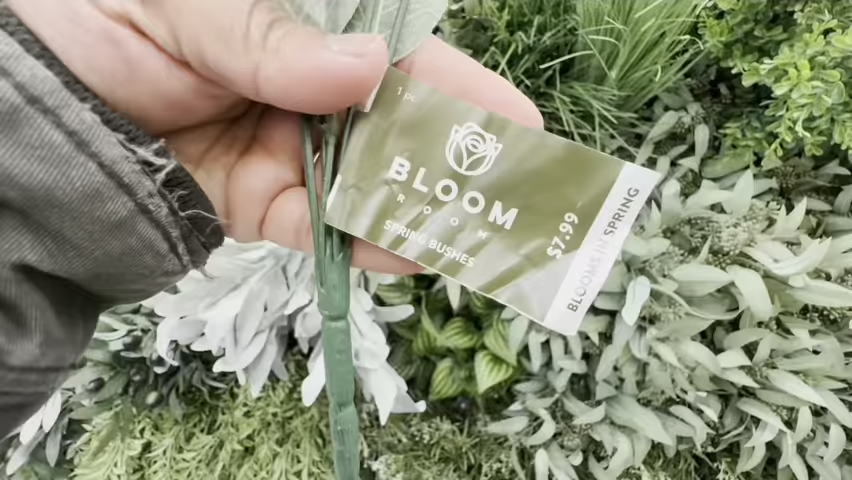 1 pc
BLOOM
ROOM
SPRING BUSHES
$7.99
BLOOMS IN SPRING